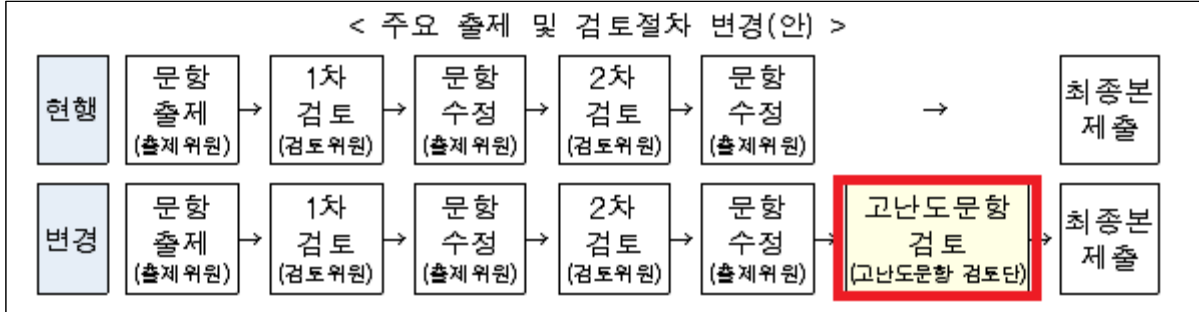 < 주요 출제 및 검토절차 변경(안) >
현행
문항
출제
(출제위원)
→
1차
검토
(검토위원)
→
문항
수정
(출제위원)
→
2차
검토
(검토위원)
→
문항
수정
(출제위원)
→
최종본
제출
변경
문항
출제
(출제위원)
→
1차
검토
(검토위원)
→
문항
수정
(출제위원)
→
2차
검토
(검토위원)
→
문항
수정
(출제위원)
→
고난도문항
검토
(고난도문항 검토단)
→
최종본
제출